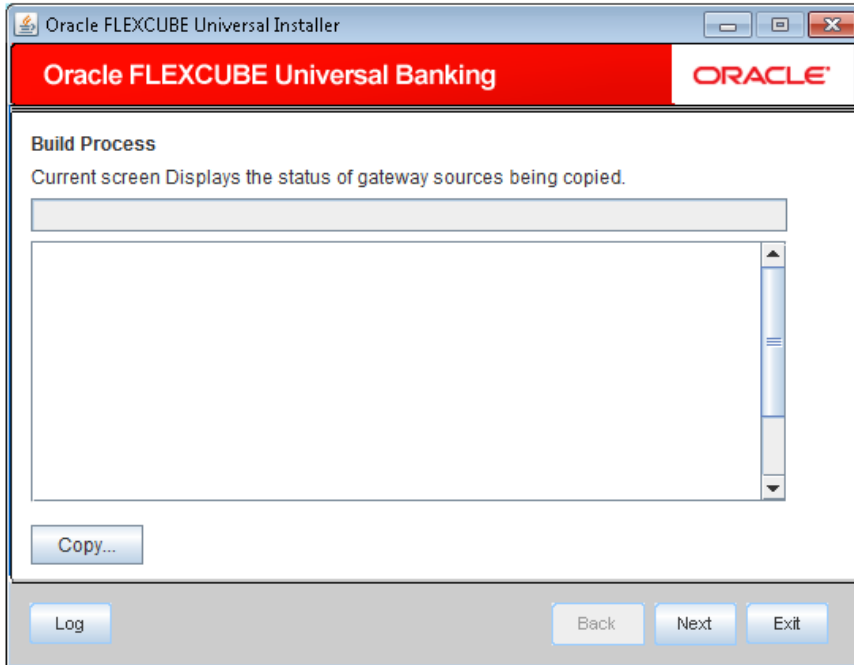 Oracle FLEXCUBE Universal Installer
Oracle FLEXCUBE Universal Banking
ORACLE
Build Process
Current screen Displays the status of gateway sources being copied.
Copy...
Log
Back
Next
Exit